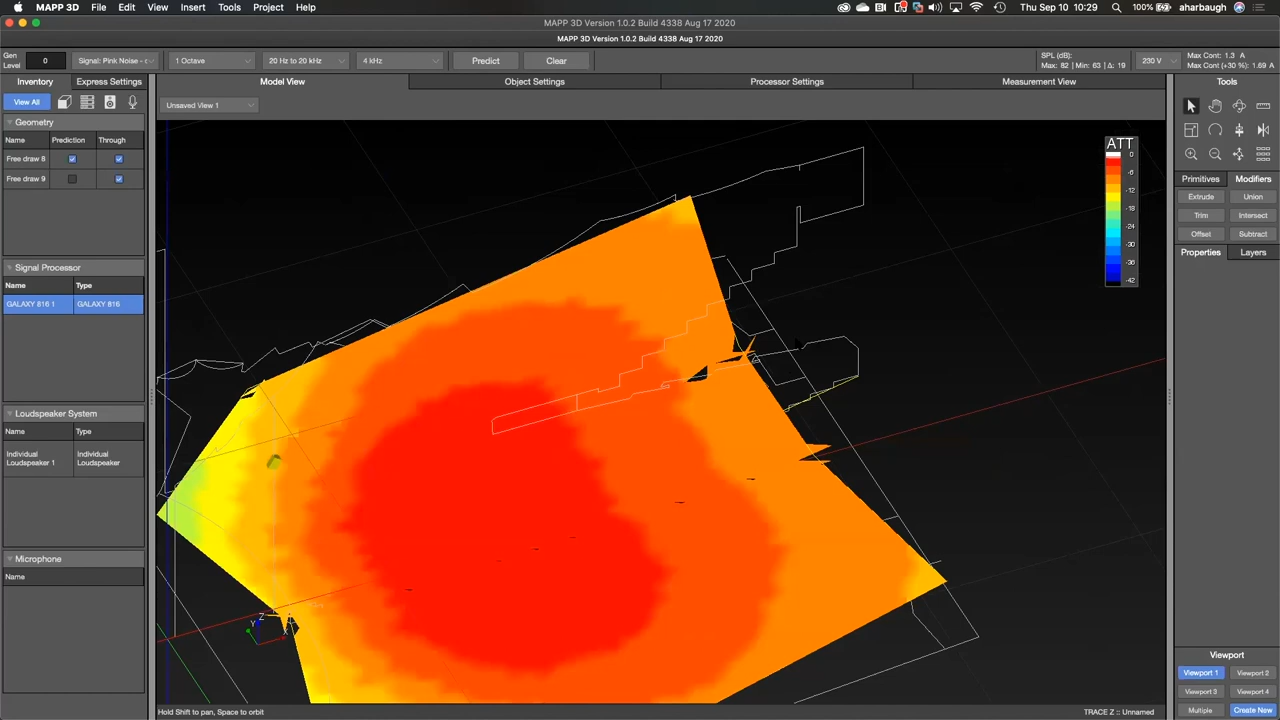 MAPP 3D File Edit View Insert Tools Project Help Thu Sep 10 10:29 100% aharbaugh
MAPP 3D Version 1.0.2 Build 4338 Aug 17 2020
MAPP 3D Version 1.0.2 Build 4338 Aug 17 2020
Gen Level 0 Signal: Pink Noise - 1 Octave 20 Hz to 20 kHz 4 kHz Predict Clear SPL (dB): Max: 82 | Min: 63 | Δ: 19 230 V Max Cont: 1.3 A Max Cont (+30 %): 1.69 A
Inventory Express Settings Model View Object Settings Processor Settings Measurement View Tools
View All Unsaved View 1
Geometry
Name Prediction Through
Free draw 8
Free draw 9
Signal Processor
Name Type
GALAXY 816 1 GALAXY 816
Loudspeaker System
Name Type
Individual Loudspeaker 1 Individual Loudspeaker
Microphone
Name
ATT
0
-6
-12
-18
-24
-30
-36
-42
Z
Y
X
Hold Shift to pan, Space to orbit TRACE Z :: Unnamed
Primitives Modifiers
Extrude Union
Trim Intersect
Offset Subtract
Properties Layers
Viewport
Viewport 1 Viewport 2
Viewport 3 Viewport 4
Multiple Create New